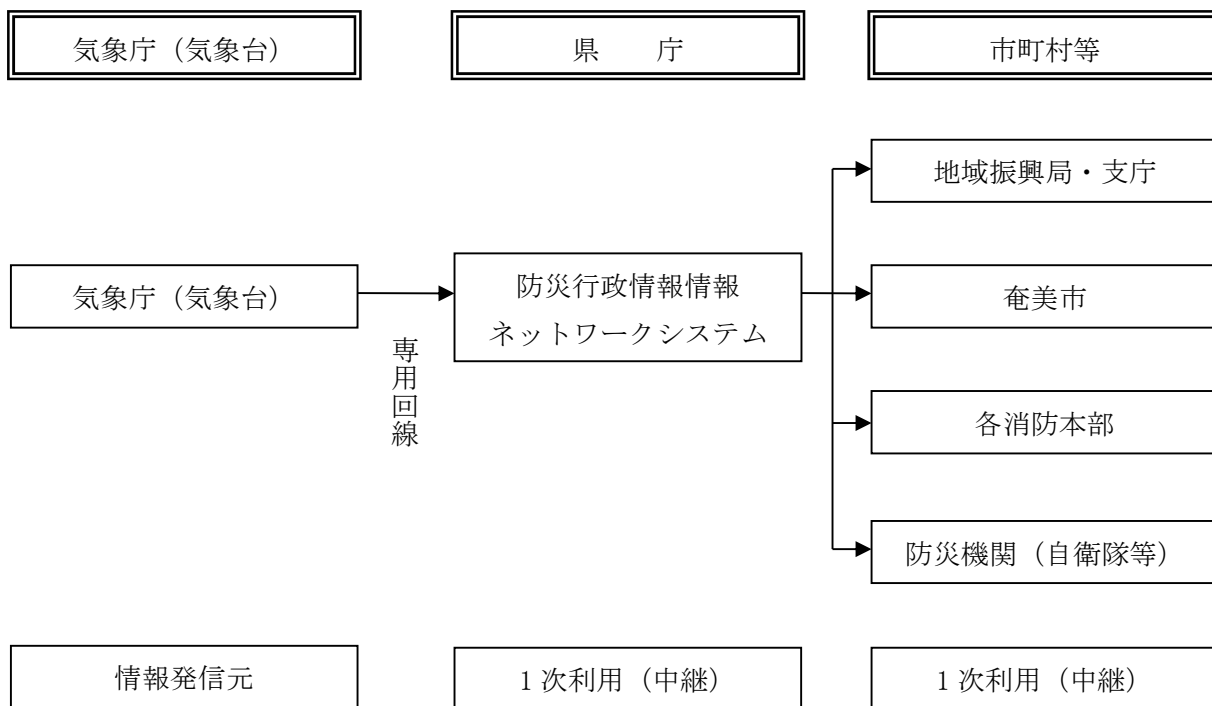 気象庁（気象台）
県　　庁
市町村等
地域振興局・支庁
気象庁（気象台）
防災行政情報情報
ネットワークシステム
奄美市
専用回線
各消防本部
防災機関（自衛隊等）
情報発信元
1 次利用（中継）
1 次利用（中継）